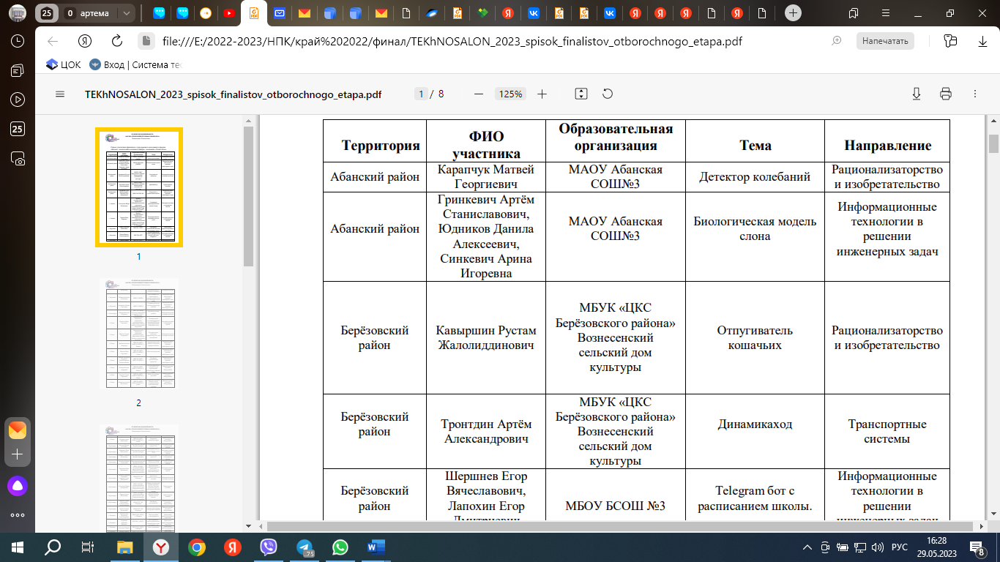 25
0 артема
file:///E:/2022-2023/НПК/край%202022/финал/TEKhNOSALON_2023_spisok_finalistov_otborochnogo_etapa.pdf
Напечатать
ЦОК
Вход | Система те
TEKhNOSALON_2023_spisok_finalistov_otborochnogo_etapa.pdf
1 / 8
125%
25
1
2
Территория
ФИО
участника
Образовательная
организация
Тема
Направление
Абанский район
Карапчук Матвей
Георгиевич
МАОУ Абанская
СОШ№3
Детектор колебаний
Рационализаторство
и изобретательство
Абанский район
Гринкевич Артём
Станиславович,
Юдников Данила
Алексеевич,
Синкевич Арина
Игоревна
МАОУ Абанская
СОШ№3
Биологическая модель
слона
Информационные
технологии в
решении
инженерных задач
Берёзовский
район
Кавыршин Рустам
Жалолиддинович
МБУК «ЦКС
Берёзовского района»
Вознесенский
сельский дом
культуры
Отпугиватель
кошачьих
Рационализаторство
и изобретательство
Берёзовский
район
Тронтдин Артём
Александрович
МБУК «ЦКС
Берёзовского района»
Вознесенский
сельский дом
культуры
Динамикаход
Транспортные
системы
Берёзовский
район
Шершнев Егор
Вячеславович,
Лапохин Егор
Дмитриевич
МБОУ БСОШ №3
Telegram бот с
расписанием школы.
Информационные
технологии в
решении
инженерных задач
75
РУС
16:28
29.05.2023
8